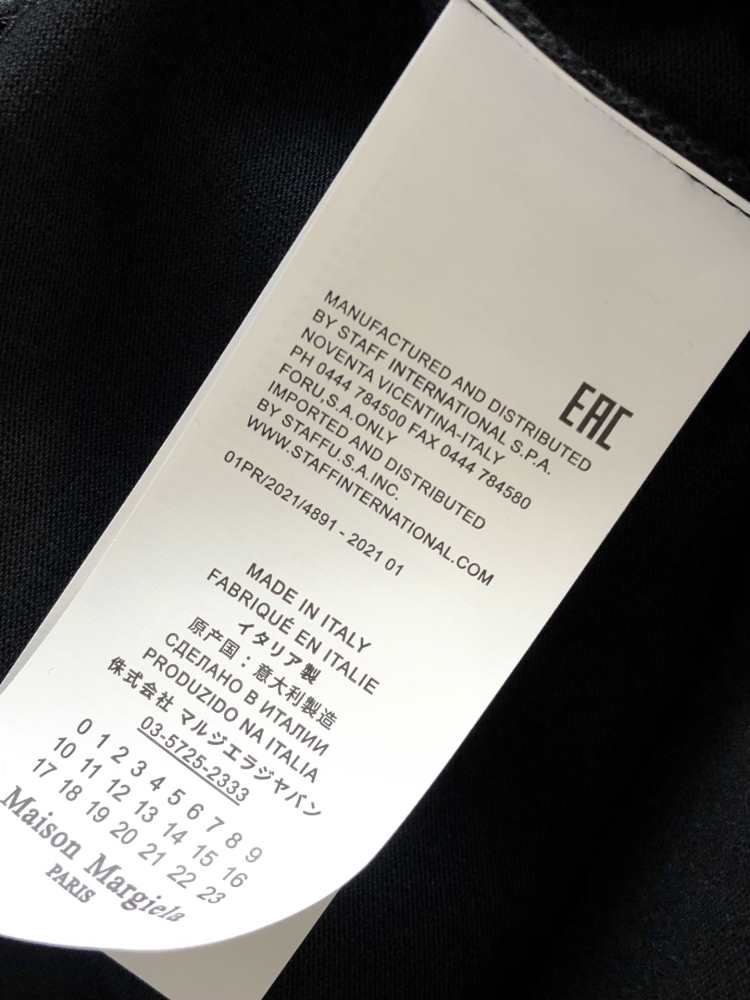 MANUFACTURED AND DISTRIBUTED
BY STAFF INTERNATIONAL S.P.A.
NOVENTA VICENTINA-ITALY
PH 0444 784500 FAX 0444 784580
FORU,S.A.ONLY
IMPORTED AND DISTRIBUTED
BY STAFFU.S.A.INC.
WWW.STAFFINTERNATIONAL.COM
EAC
01PR/2021/4891 - 2021 01
MADE IN ITALY
FABRIQUÉ EN ITALIE
イタリア製
原产国：意大利製造
СДЕЛАНО В ИТАЛИИ
PRODUZIDO NA ITALIA
侏式会社 マルジエラジヤパン
03-5725-2333
0 1 2 3 4 5 6 7 8 9
10 11 12 13 14 15 16
17 18 19 20 21 22 23
Maison Margiela
PARIS